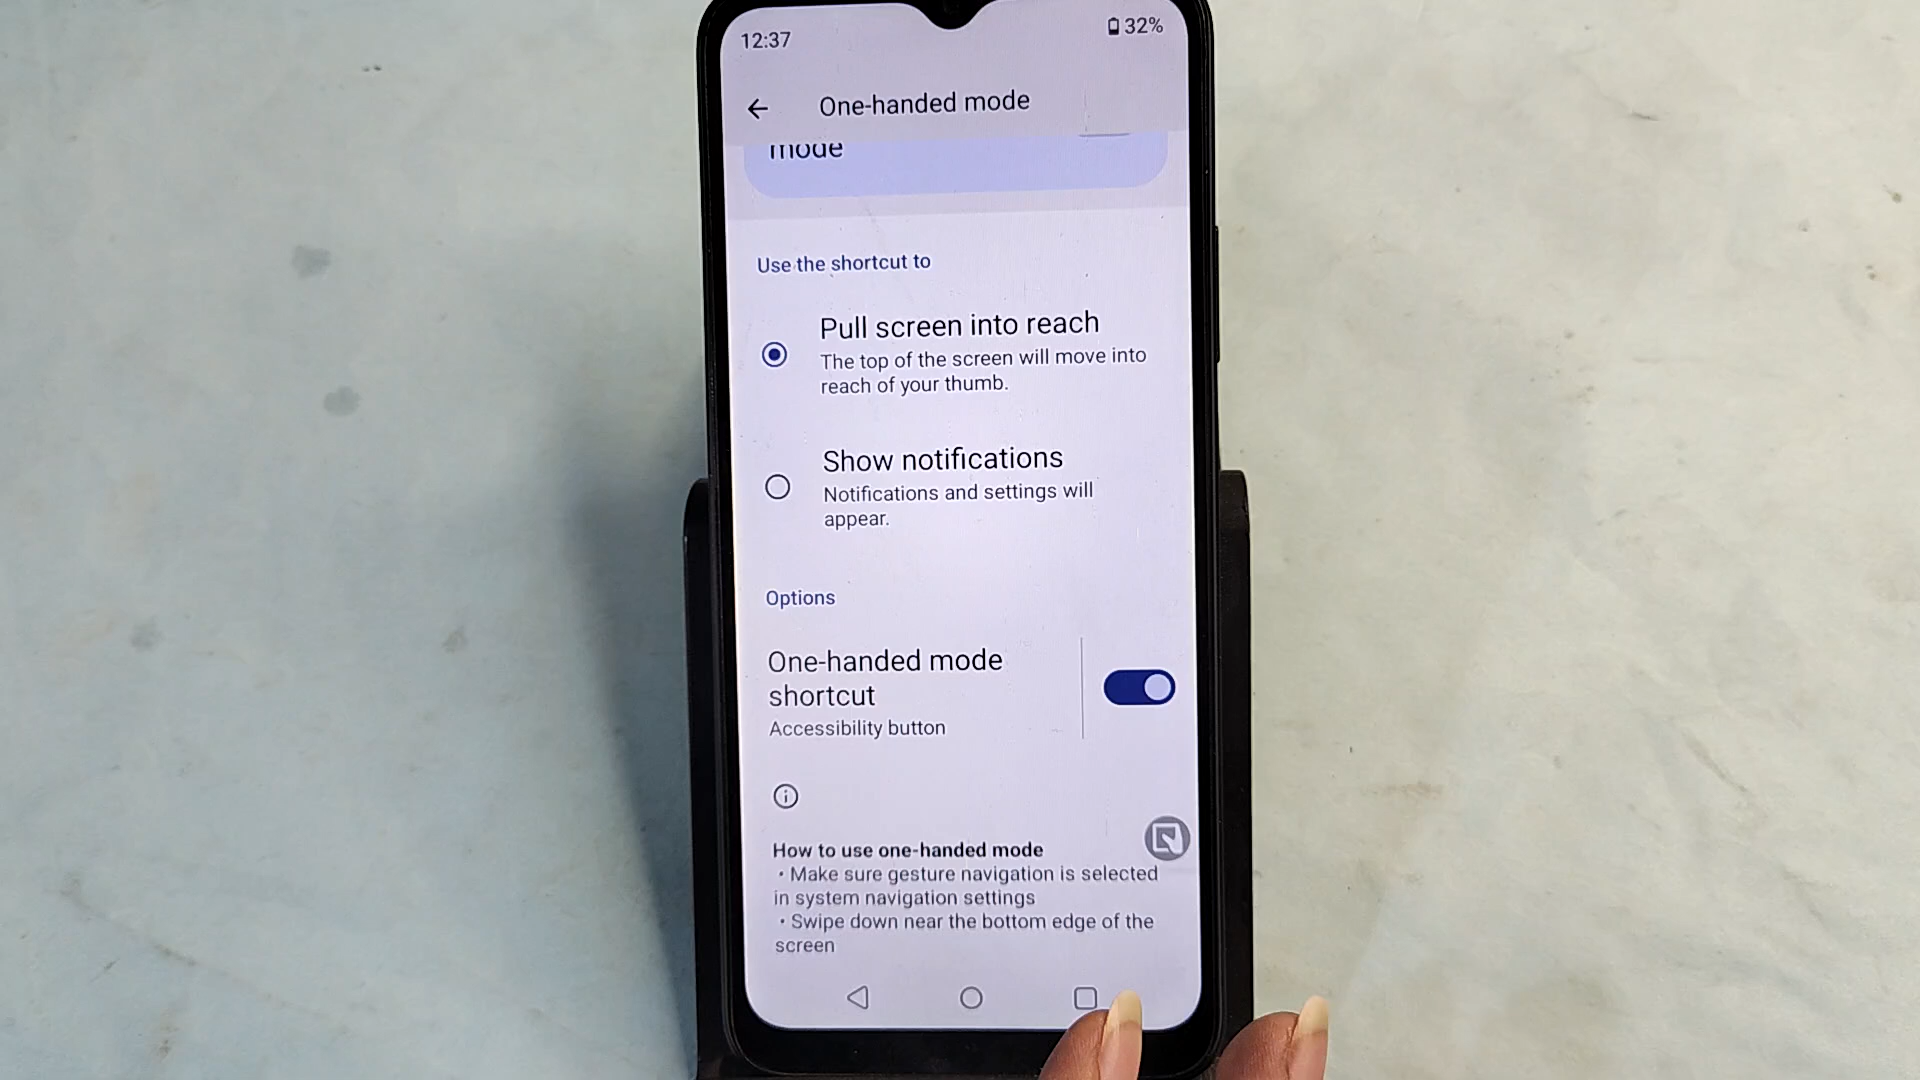 12:37
32%
One-handed mode
mode
Use the shortcut to
Pull screen into reach
The top of the screen will move into
reach of your thumb.
Show notifications
Notifications and settings will
appear.
Options
One-handed mode
shortcut
Accessibility button
How to use one-handed mode
• Make sure gesture navigation is selected
in system navigation settings
• Swipe down near the bottom edge of the
screen